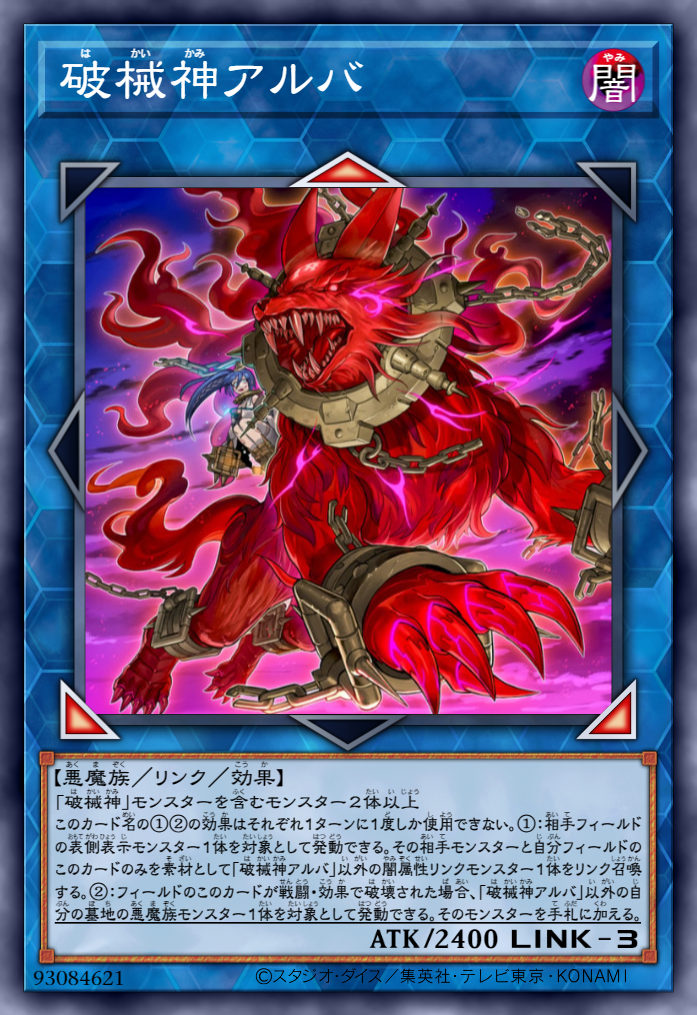 破械神アルバ
闇
【悪魔族/リンク/効果】
「破械神」モンスターを含むモンスター2体以上
このカード名の①②の効果はそれぞれ1ターンに1度しか使用できない。①:相手フィールド
の表側表示モンスター1体を対象として発動できる。その相手モンスターと自分フィールドの
このカードのみを素材として「破械神アルバ」以外の闇属性リンクモンスター1体をリンク召喚
する。②:フィールドのこのカードが戦闘・効果で破壊された場合、「破械神アルバ」以外の自
分の墓地の悪魔族モンスター1体を対象として発動できる。そのモンスターを手札に加える。
ATK/2400 LINK-3
93084621 ©スタジオ・ダイス/集英社・テレビ東京・KONAMI